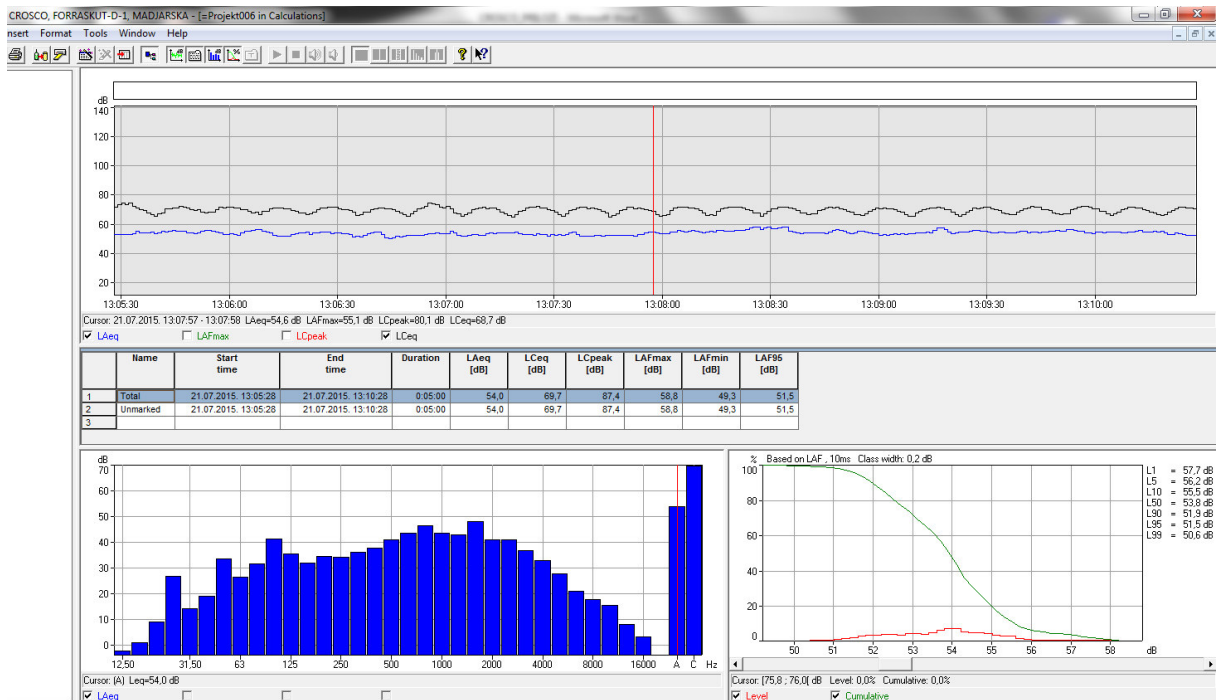 CROSCO, FORRASKUT-D-1, MADJARSKA - [=Projekt006 in Calculations]
nsert Format Tools Window Help
dB
140
120
100
80
60
40
20
13:05:30 13:06:00 13:06:30 13:07:00 13:07:30 13:08:00 13:08:30 13:09:00 13:09:30 13:10:00
Cursor: 21.07.2015. 13:07:57 - 13:07:58 LAeq=54,6 dB LAFmax=55,1 dB LCpeak=80,1 dB LCeq=68,7 dB
LAeq LAFmax LCpeak LCeq
Name Start time End time Duration LAeq [dB] LCeq [dB] LCpeak [dB] LAFmax [dB] LAFmin [dB] LAF95 [dB]
1 Total 21.07.2015. 13:05:28 21.07.2015. 13:10:28 0:05:00 54,0 69,7 87,4 58,8 49,3 51,5
2 Unmarked 21.07.2015. 13:05:28 21.07.2015. 13:10:28 0:05:00 54,0 69,7 87,4 58,8 49,3 51,5
3
dB
70
60
50
40
30
20
10
0
12,50 31,50 63 125 250 500 1000 2000 4000 8000 16000 A C Hz
Cursor: (A) Leq=54,0 dB
LAeq
% Based on LAF , 10ms Class width: 0,2 dB
100
80
60
40
20
0
50 51 52 53 54 55 56 57 58 dB
L1 = 57,7 dB
L5 = 56,2 dB
L10 = 55,5 dB
L50 = 53,8 dB
L90 = 51,9 dB
L95 = 51,5 dB
L99 = 50,6 dB
Cursor: [75,8 ; 76,0[ dB Level: 0,0% Cumulative: 0,0%
Level Cumulative